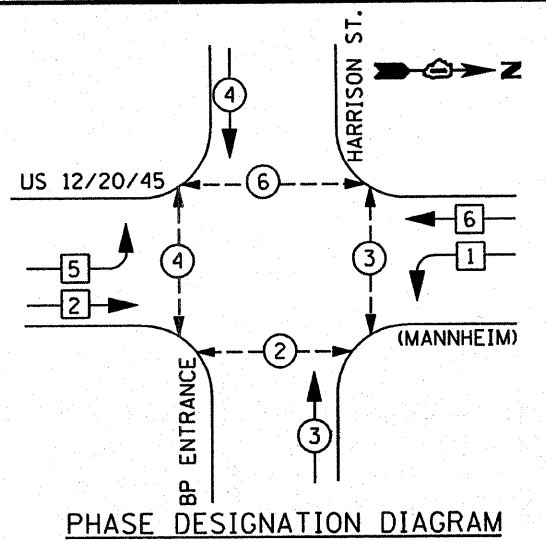 HARRISON ST.
N
4
US 12/20/45
6
6
5
4
3
1
2
(MANNHEIM)
2
BP ENTRANCE
3
PHASE DESIGNATION DIAGRAM